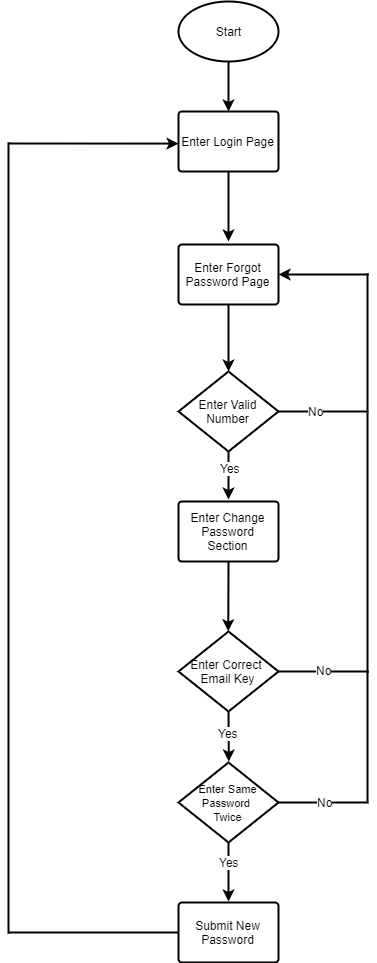 Start
Enter Login Page
Enter Forgot
Password Page
Enter Valid
Number
No
Yes
Enter Change
Password
Section
Enter Correct
Email Key
No
Yes
Enter Same
Password
Twice
No
Yes
Submit New
Password